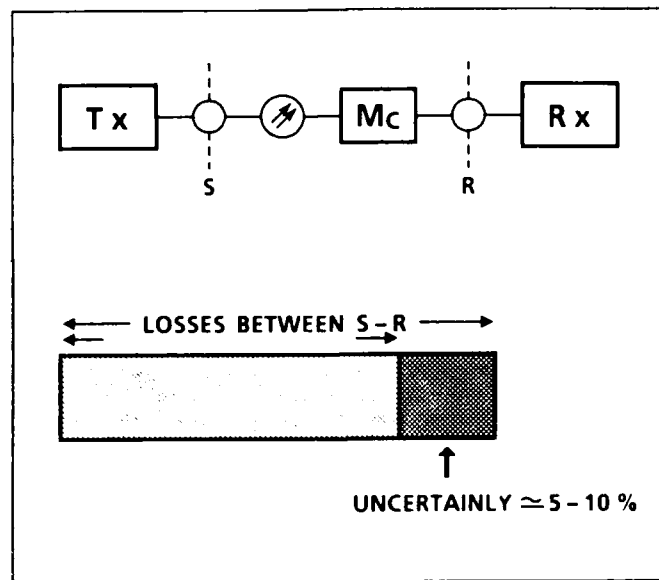 Tx Mc Rx
S R
LOSSES BETWEEN S-R
UNCERTAINLY ≃ 5-10 %